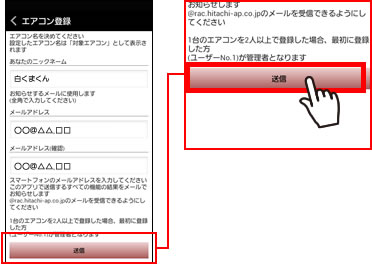 エアコン登録
エアコン名を決めてください
設定したエアコン名は「対象エアコン」として表示さ
れます
あなたのニックネーム
白くまくん
お知らせするメールに使用します
(全角で入力してください)
メールアドレス
○○@△△.□□
メールアドレス(確認)
○○@△△.□□
スマートフォンのメールアドレスを入力してください
このアプリで送信するすべての機能の結果をメールで
お知らせします
@rac.hitachi-ap.co.jpのメールを受信できるようにし
てください
1台のエアコンを2人以上で登録した場合、最初に登録
した方
(ユーザーNo.1)が管理者となります
送信
お知らせします
@rac.hitachi-ap.co.jpのメールを受信できるようにし
てください
1台のエアコンを2人以上で登録した場合、最初に登録
した方
(ユーザーNo.1)が管理者となります
送信